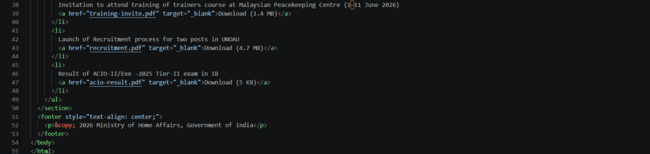 38 Invitation to attend training of trainers course at Malaysian Peacekeeping Centre (1-11 June 2026)
39 <a href="training-invite.pdf" target="_blank">Download (1.4 MB)</a>
40 </li>
41 <li>
42 Launch of Recruitment process for two posts in UNOAU
43 <a href="recruitment.pdf" target="_blank">Download (4.7 MB)</a>
44 </li>
45 <li>
46 Result of ACIO-II/Exe -2025 Tier-II exam in IB
47 <a href="acio-result.pdf" target="_blank">Download (5 KB)</a>
48 </li>
49 </ul>
50 </section>
51 <footer style="text-align: center;">
52 <p>&copy; 2026 Ministry of Home Affairs, Government of India</p>
53 </footer>
54 </body>
55 </html>